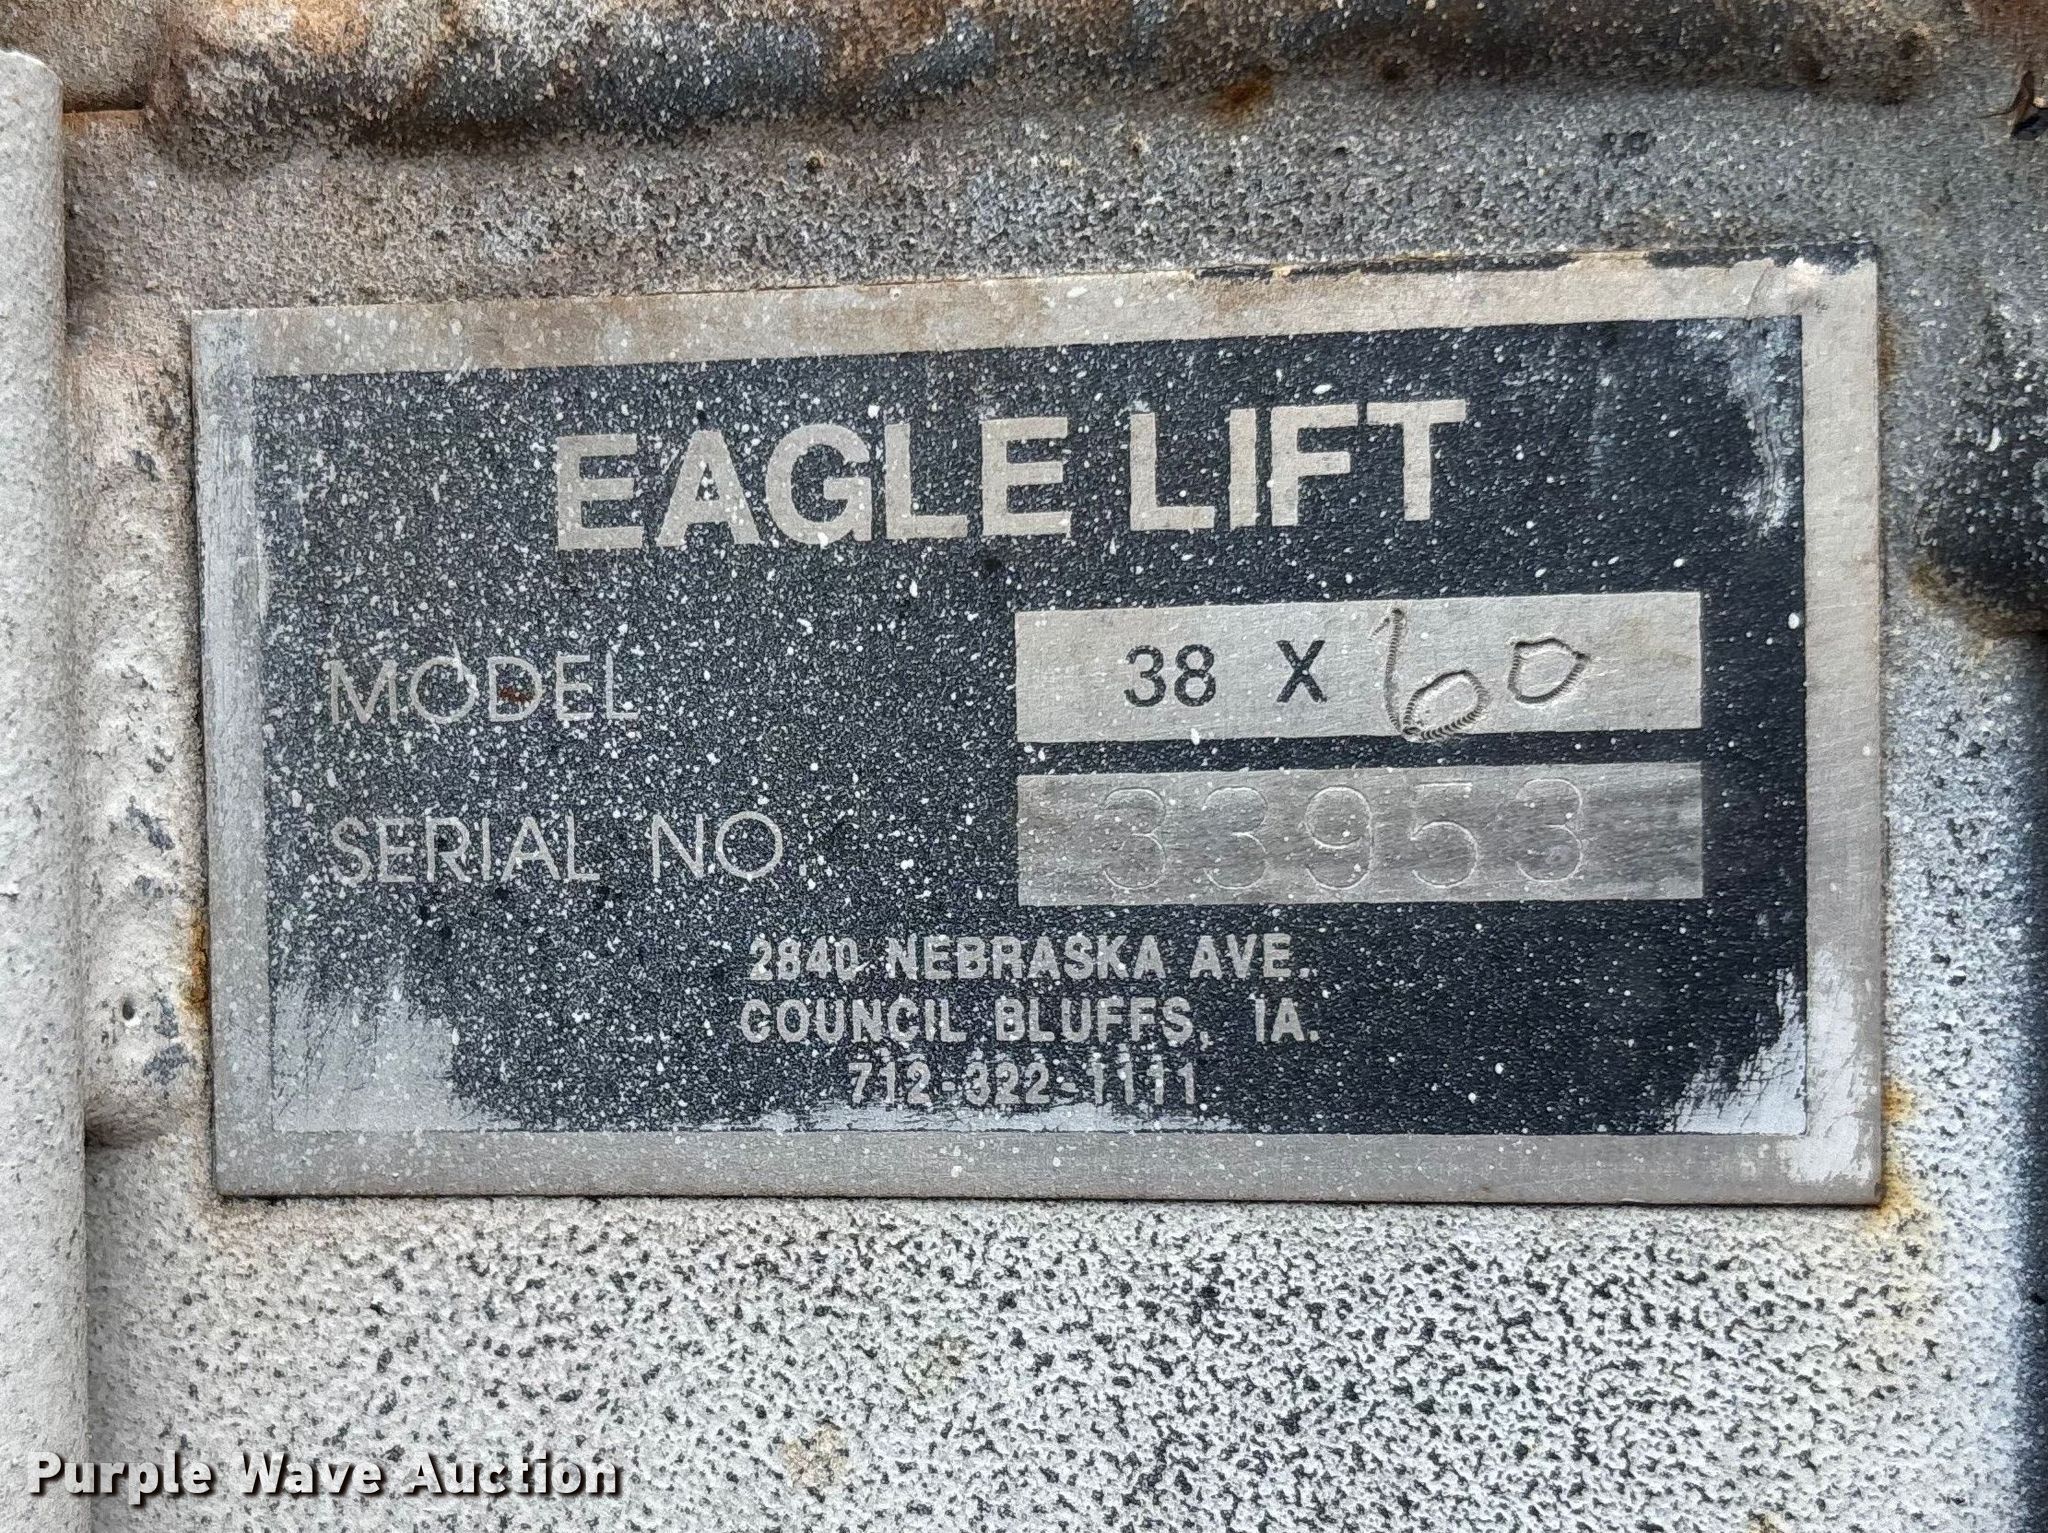 EAGLE LIFT
MODEL 38 X 60
SERIAL NO. 33953
2840 NEBRASKA AVE.
COUNCIL BLUFFS, IA.
712-322-1111
Purple Wave Auction